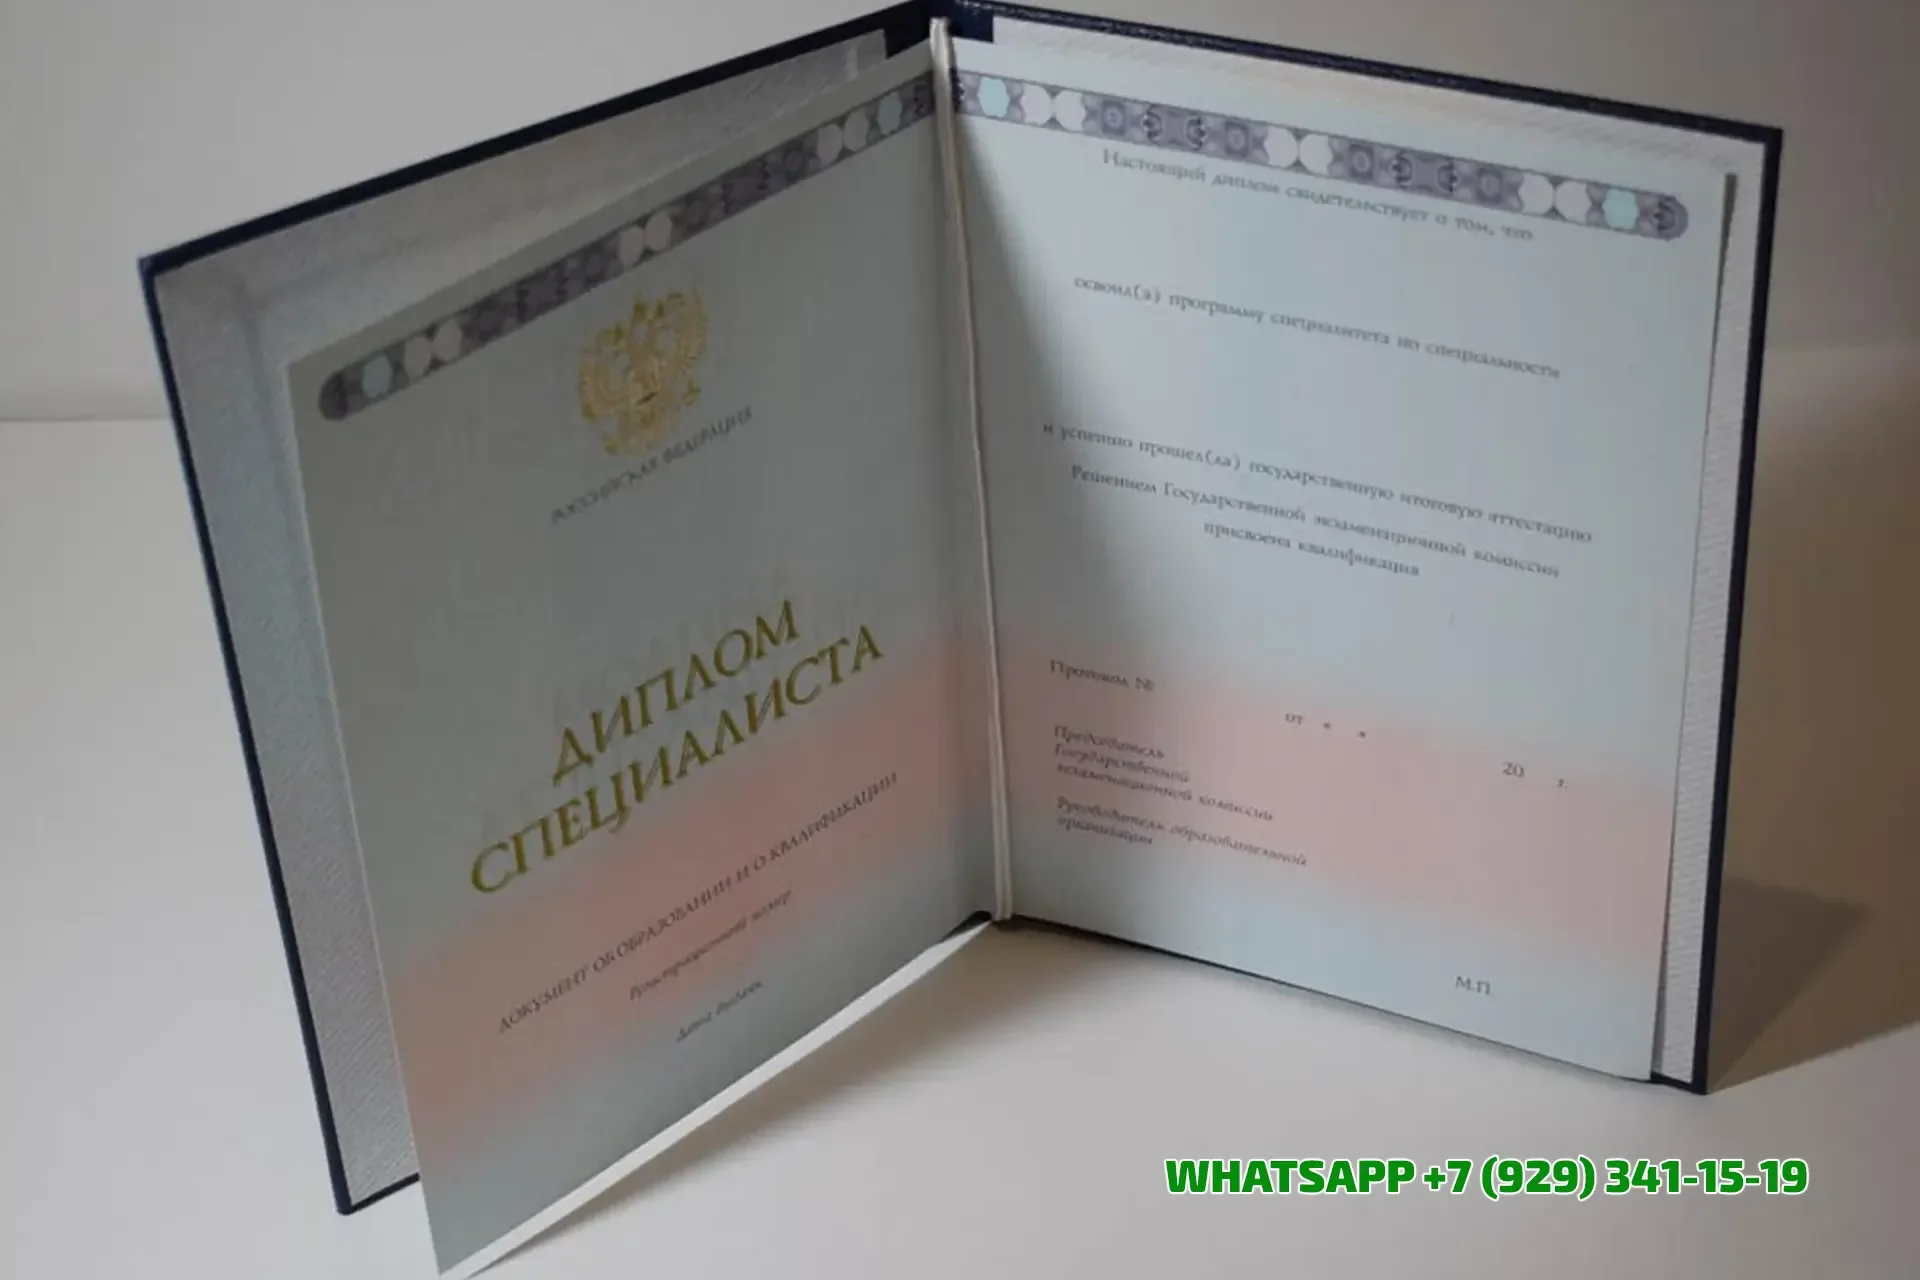 РОССИЙСКАЯ ФЕДЕРАЦИЯ
ДИПЛОМ
СПЕЦИАЛИСТА
ДОКУМЕНТ ОБ ОБРАЗОВАНИИ И О КВАЛИФИКАЦИИ
Регистрационный номер
Дата выдачи
Настоящий диплом свидетельствует о том, что
освоил(а) программу специалитета по специальности
и успешно прошел(ла) государственную итоговую аттестацию
Решением Государственной экзаменационной комиссии
присвоена квалификация
Протокол №
от « »
20 г.
Председатель
Государственной
экзаменационной комиссии
Руководитель образовательной
организации
М.П.
WHATSAPP +7 (929) 341-15-19